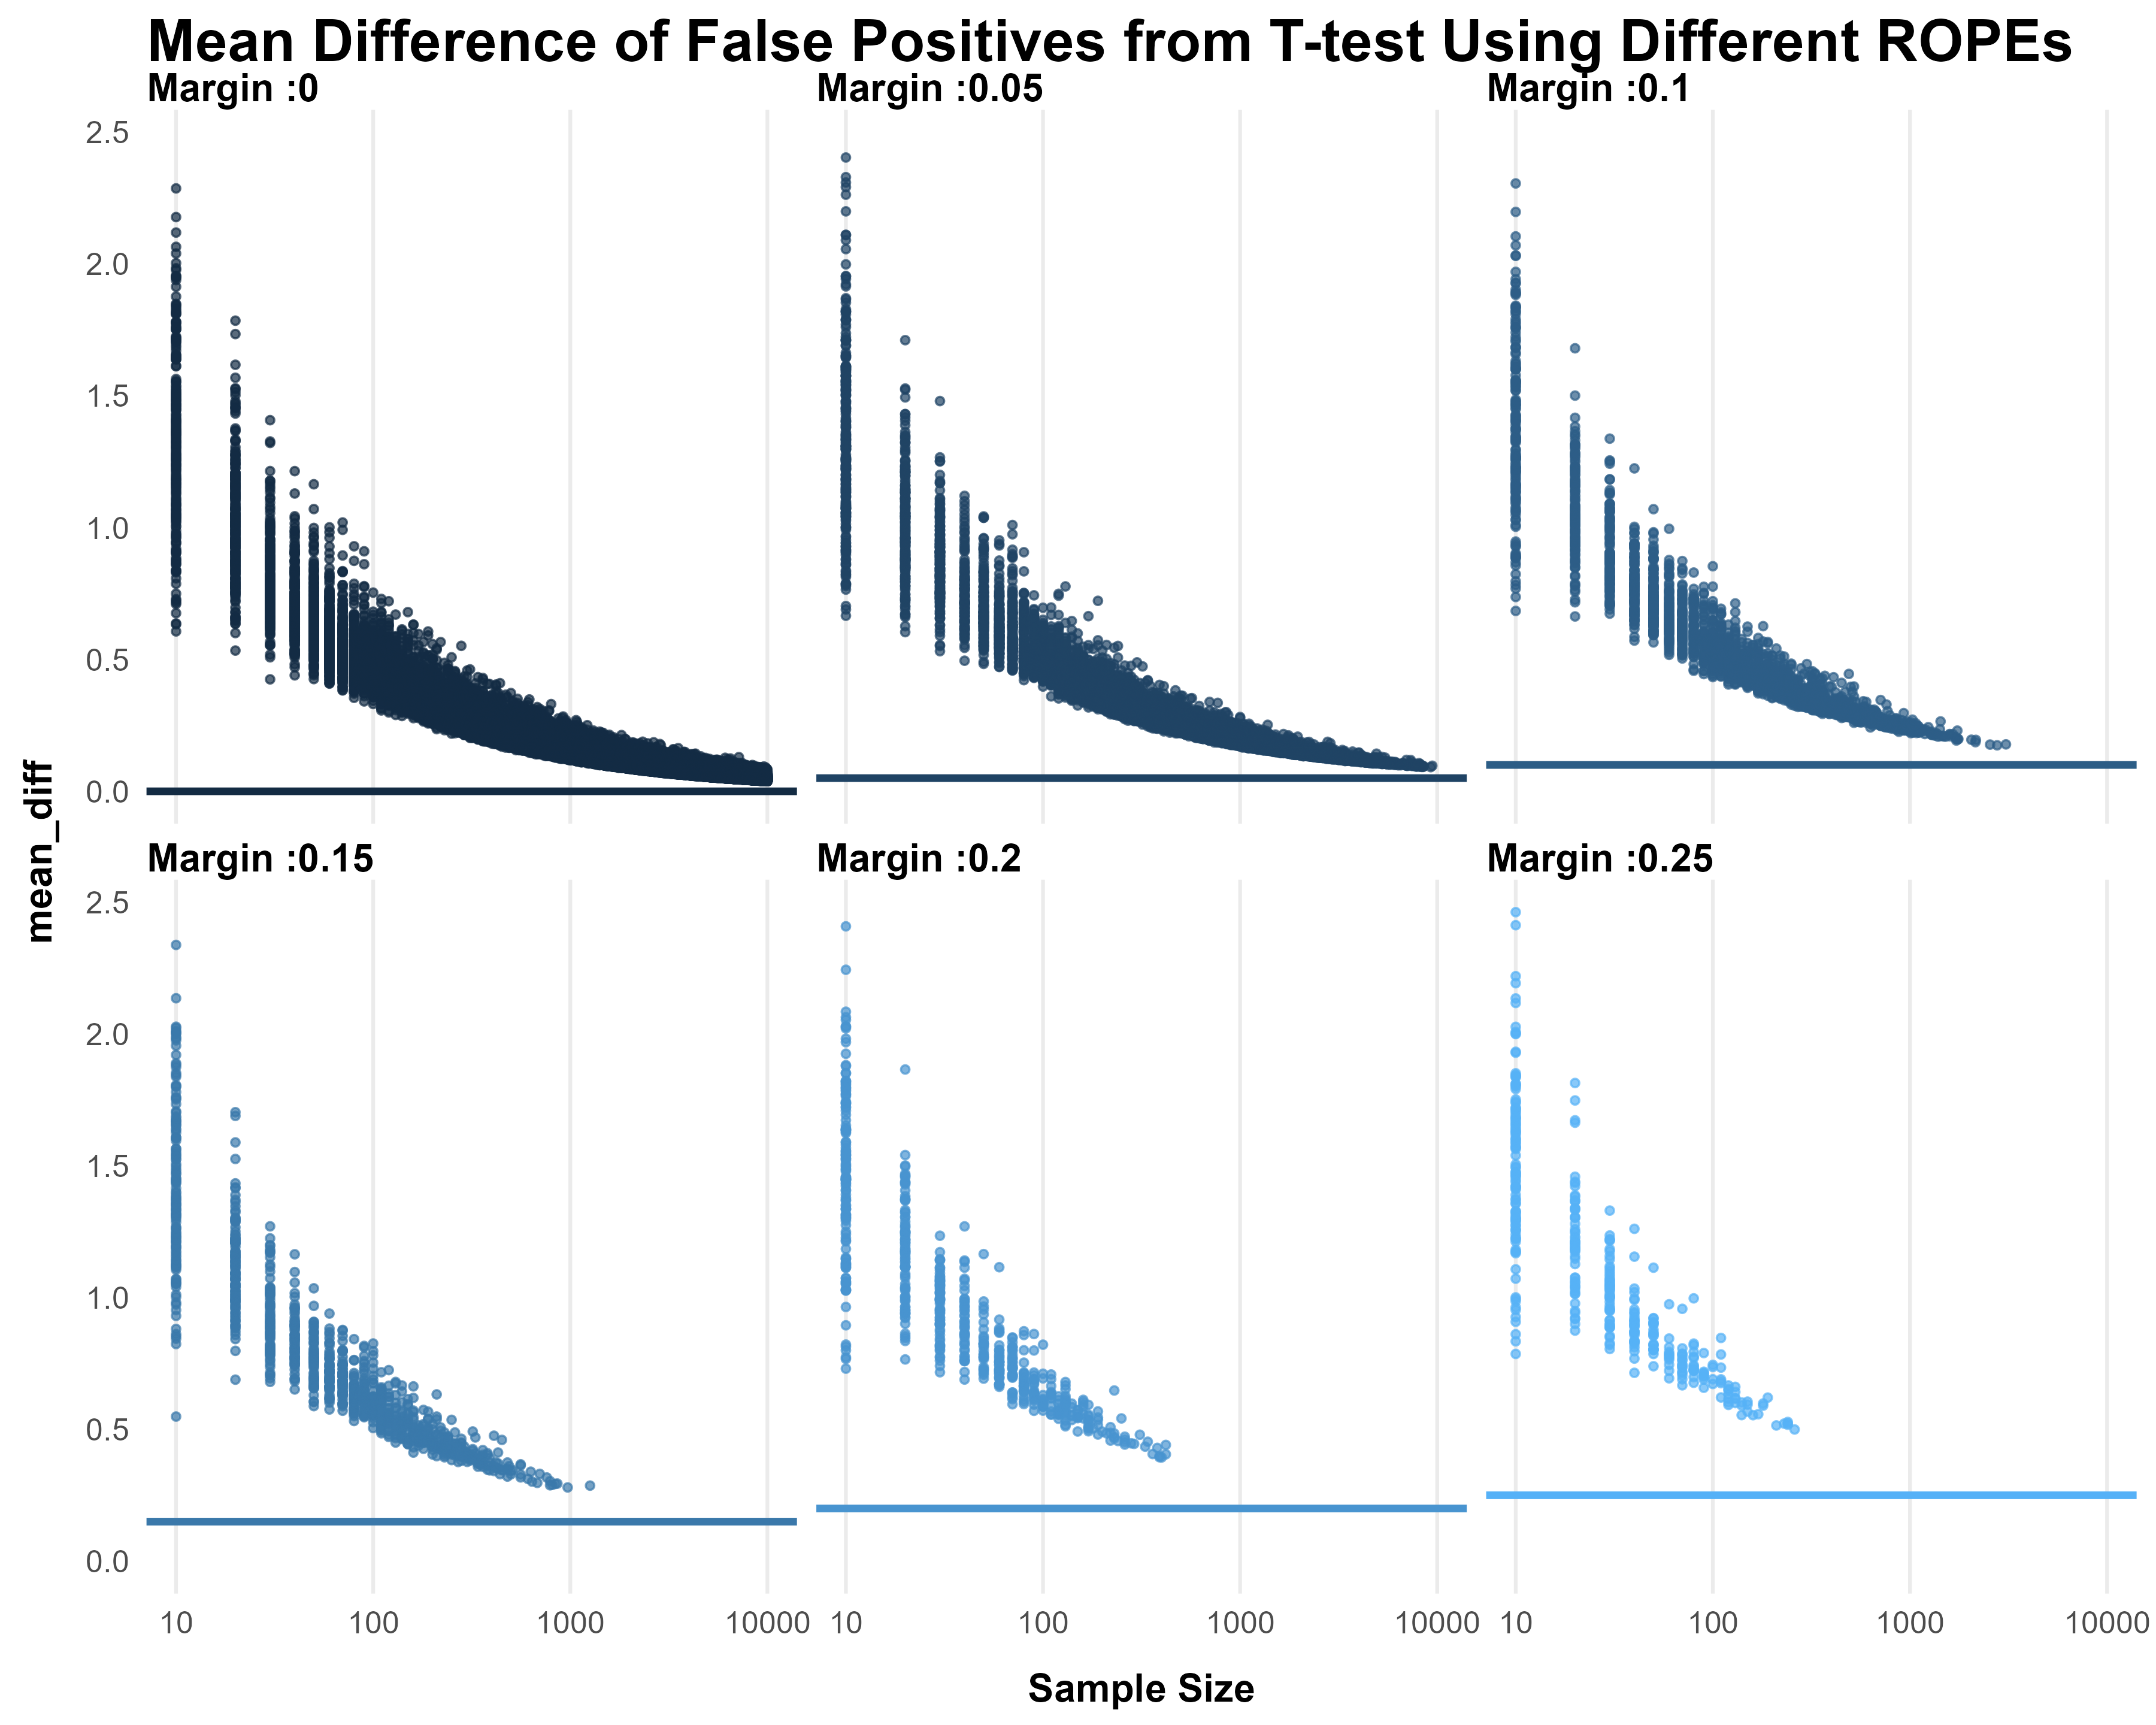 Mean Difference of False Positives from T-test Using Different ROPEs
Margin :0
Margin :0.05
Margin :0.1
2.5
2.0
1.5
1.0
0.5
0.0
mean_diff
Margin :0.15
Margin :0.2
Margin :0.25
2.5
2.0
1.5
1.0
0.5
0.0
10 100 1000 10000 10 100 1000 10000 10 100 1000 10000
Sample Size